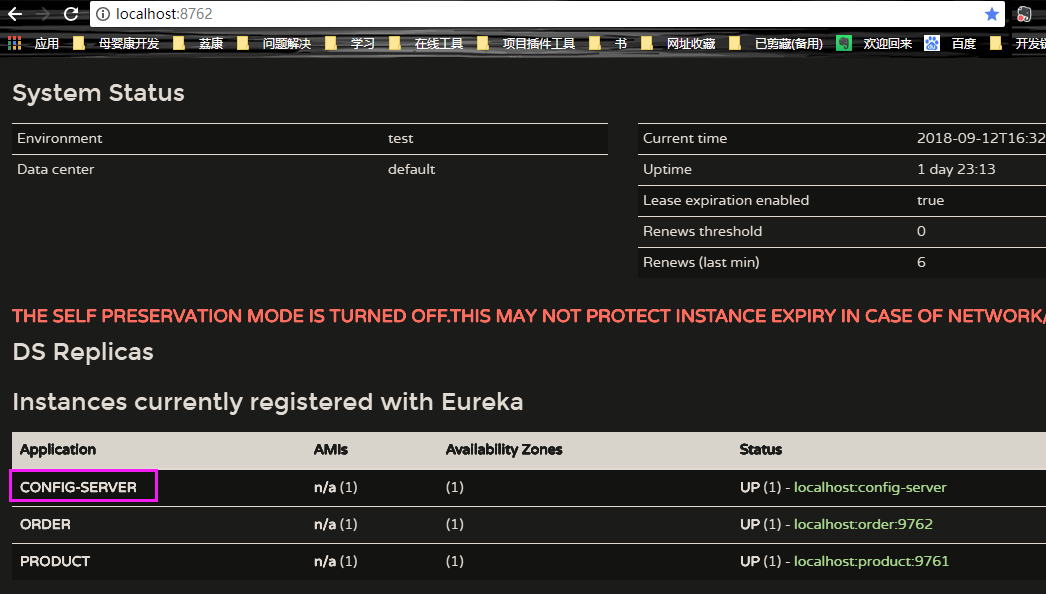 localhost:8762
应用 母婴康开发 荔康 问题解决 学习 在线工具 项目插件工具 书 网址收藏 已剪藏(备用) 欢迎回来 百度
System Status
Environment test
Data center default
Current time 2018-09-12T16:32
Uptime 1 day 23:13
Lease expiration enabled true
Renews threshold 0
Renews (last min) 6
THE SELF PRESERVATION MODE IS TURNED OFF.THIS MAY NOT PROTECT INSTANCE EXPIRY IN CASE OF NETWORK/
DS Replicas
Instances currently registered with Eureka
Application AMIs Availability Zones Status
CONFIG-SERVER n/a (1) (1) UP (1) - localhost:config-server
ORDER n/a (1) (1) UP (1) - localhost:order:9762
PRODUCT n/a (1) (1) UP (1) - localhost:product:9761